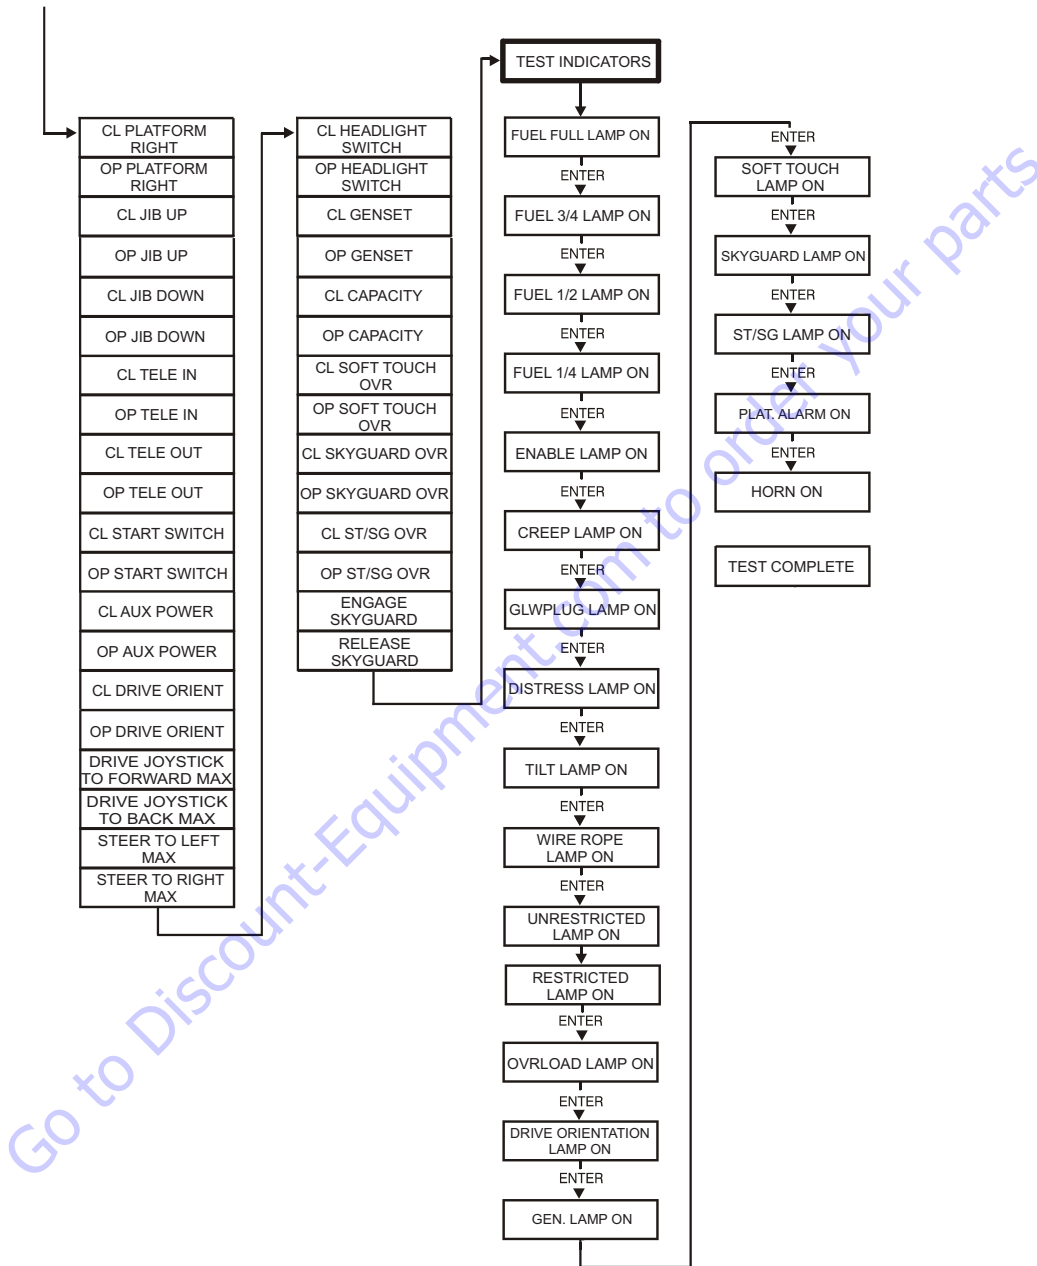 CL PLATFORM
RIGHT
OP PLATFORM
RIGHT
CL JIB UP
OP JIB UP
CL JIB DOWN
OP JIB DOWN
CL TELE IN
OP TELE IN
CL TELE OUT
OP TELE OUT
CL START SWITCH
OP START SWITCH
CL AUX POWER
OP AUX POWER
CL DRIVE ORIENT
OP DRIVE ORIENT
DRIVE JOYSTICK
TO FORWARD MAX
DRIVE JOYSTICK
TO BACK MAX
STEER TO LEFT
MAX
STEER TO RIGHT
MAX
CL HEADLIGHT
SWITCH
OP HEADLIGHT
SWITCH
CL GENSET
OP GENSET
CL CAPACITY
OP CAPACITY
CL SOFT TOUCH
OVR
OP SOFT TOUCH
OVR
CL SKYGUARD OVR
OP SKYGUARD OVR
CL ST/SG OVR
OP ST/SG OVR
ENGAGE
SKYGUARD
RELEASE
SKYGUARD
TEST INDICATORS
FUEL FULL LAMP ON
ENTER
FUEL 3/4 LAMP ON
ENTER
FUEL 1/2 LAMP ON
ENTER
FUEL 1/4 LAMP ON
ENTER
ENABLE LAMP ON
ENTER
CREEP LAMP ON
ENTER
GLWPLUG LAMP ON
ENTER
DISTRESS LAMP ON
ENTER
TILT LAMP ON
ENTER
WIRE ROPE
LAMP ON
ENTER
UNRESTRICTED
LAMP ON
RESTRICTED
LAMP ON
ENTER
OVRLOAD LAMP ON
ENTER
DRIVE ORIENTATION
LAMP ON
ENTER
GEN. LAMP ON
ENTER
SOFT TOUCH
LAMP ON
ENTER
SKYGUARD LAMP ON
ENTER
ST/SG LAMP ON
ENTER
PLAT. ALARM ON
ENTER
HORN ON
TEST COMPLETE
Go to Discount-Equipment.com to order your parts